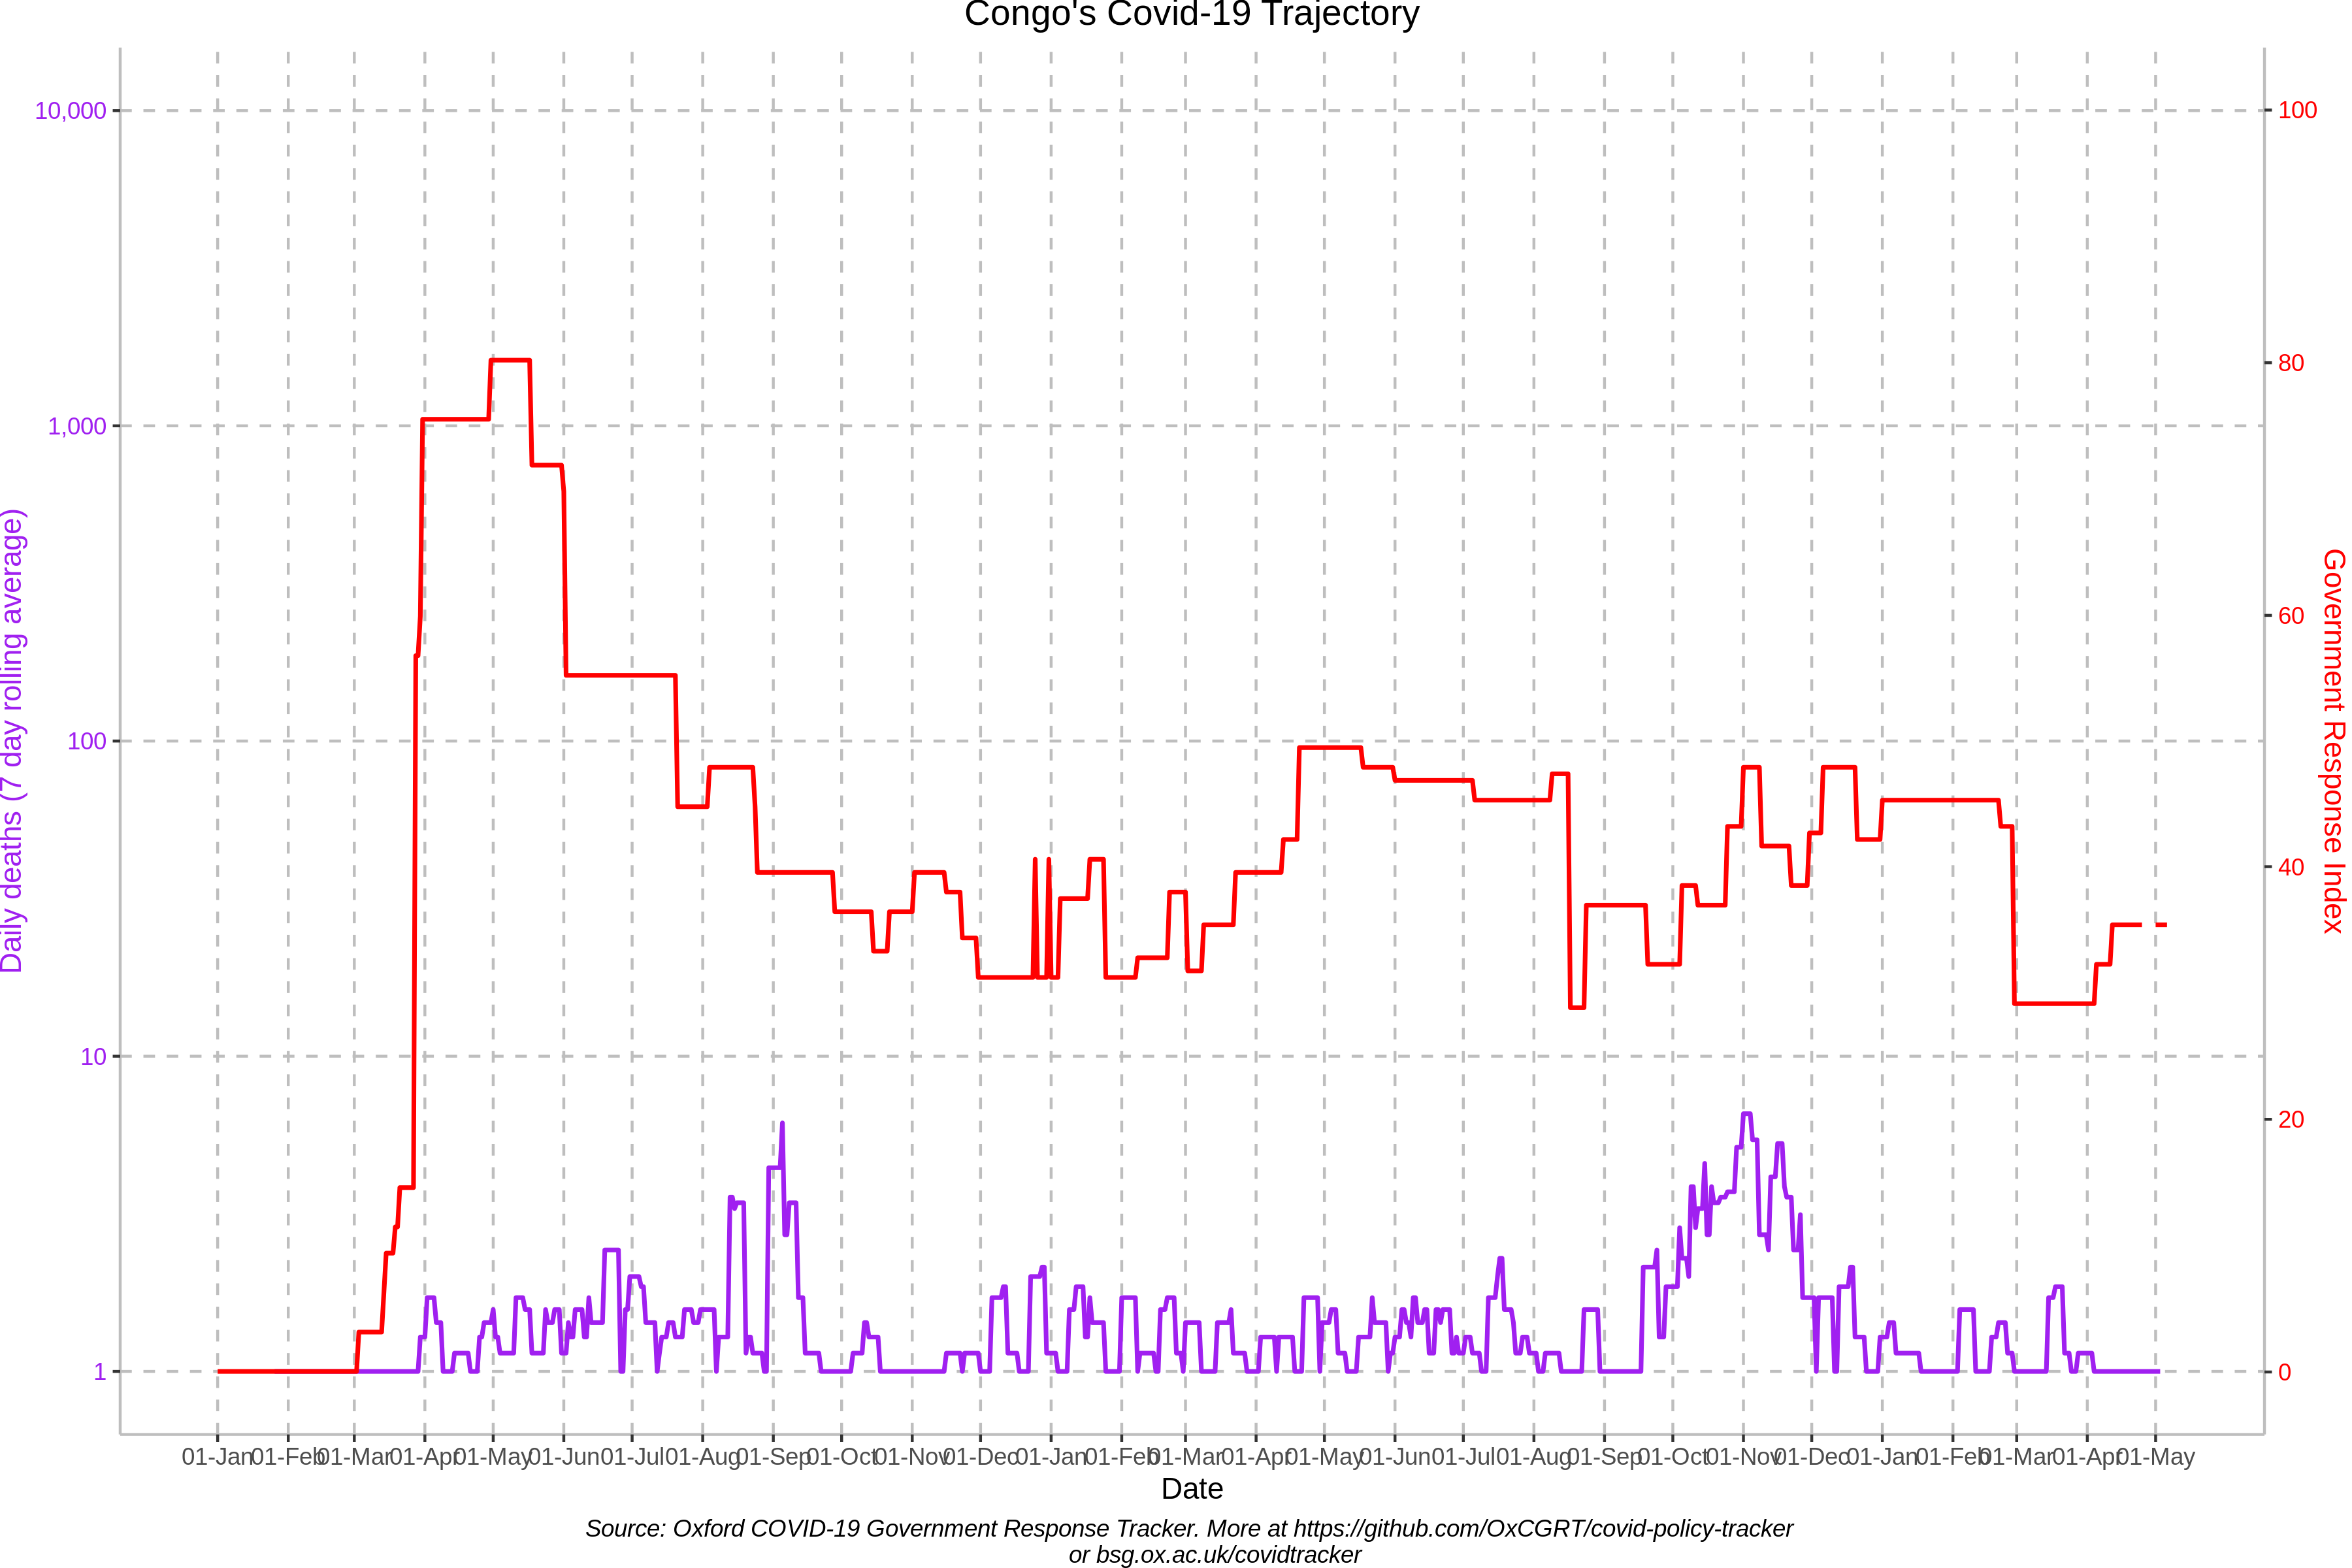 Congo's Covid-19 Trajectory
Daily deaths (7 day rolling average)
10,000
1,000
100
10
1
100
80
60
40
20
0
Government Response Index
01-Jan 01-Feb 01-Mar 01-Apr 01-May 01-Jun 01-Jul 01-Aug 01-Sep 01-Oct 01-Nov 01-Dec 01-Jan 01-Feb 01-Mar 01-Apr 01-May 01-Jun 01-Jul 01-Aug 01-Sep 01-Oct 01-Nov 01-Dec 01-Jan 01-Feb 01-Mar 01-Apr 01-May
Date
Source: Oxford COVID-19 Government Response Tracker. More at https://github.com/OxCGRT/covid-policy-tracker
or bsg.ox.ac.uk/covidtracker